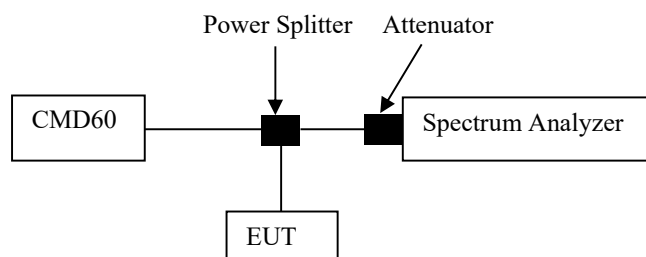 Power Splitter
Attenuator
CMD60
Spectrum Analyzer
EUT